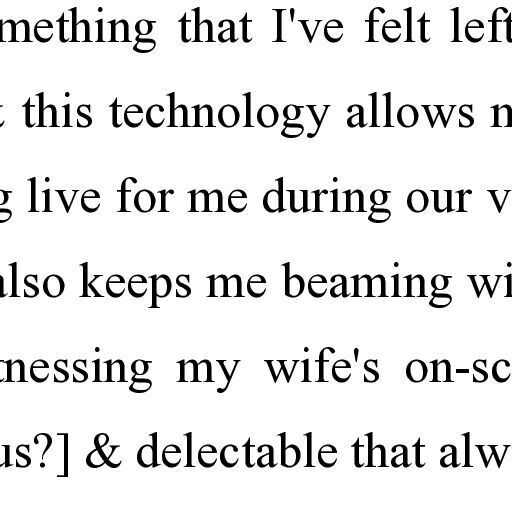 mething that I've felt left
this technology allows
live for me during our v
also keeps me beaming wi
tnessing my wife's on-sc
us?] & delectable that alw